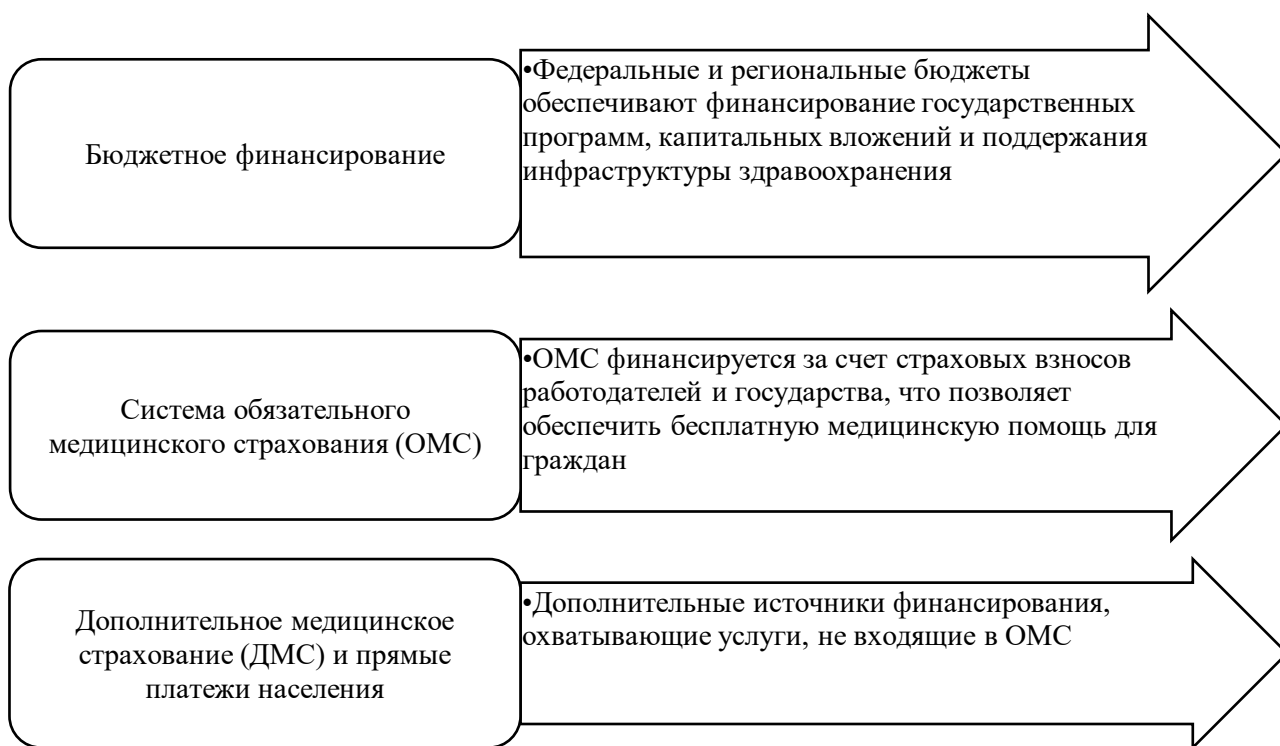 Бюджетное финансирование
•Федеральные и региональные бюджеты
обеспечивают финансирование государственных
программ, капитальных вложений и поддержания
инфраструктуры здравоохранения
Система обязательного
медицинского страхования (ОМС)
•ОМС финансируется за счет страховых взносов
работодателей и государства, что позволяет
обеспечить бесплатную медицинскую помощь для
граждан
Дополнительное медицинское
страхование (ДМС) и прямые
платежи населения
•Дополнительные источники финансирования,
охватывающие услуги, не входящие в ОМС